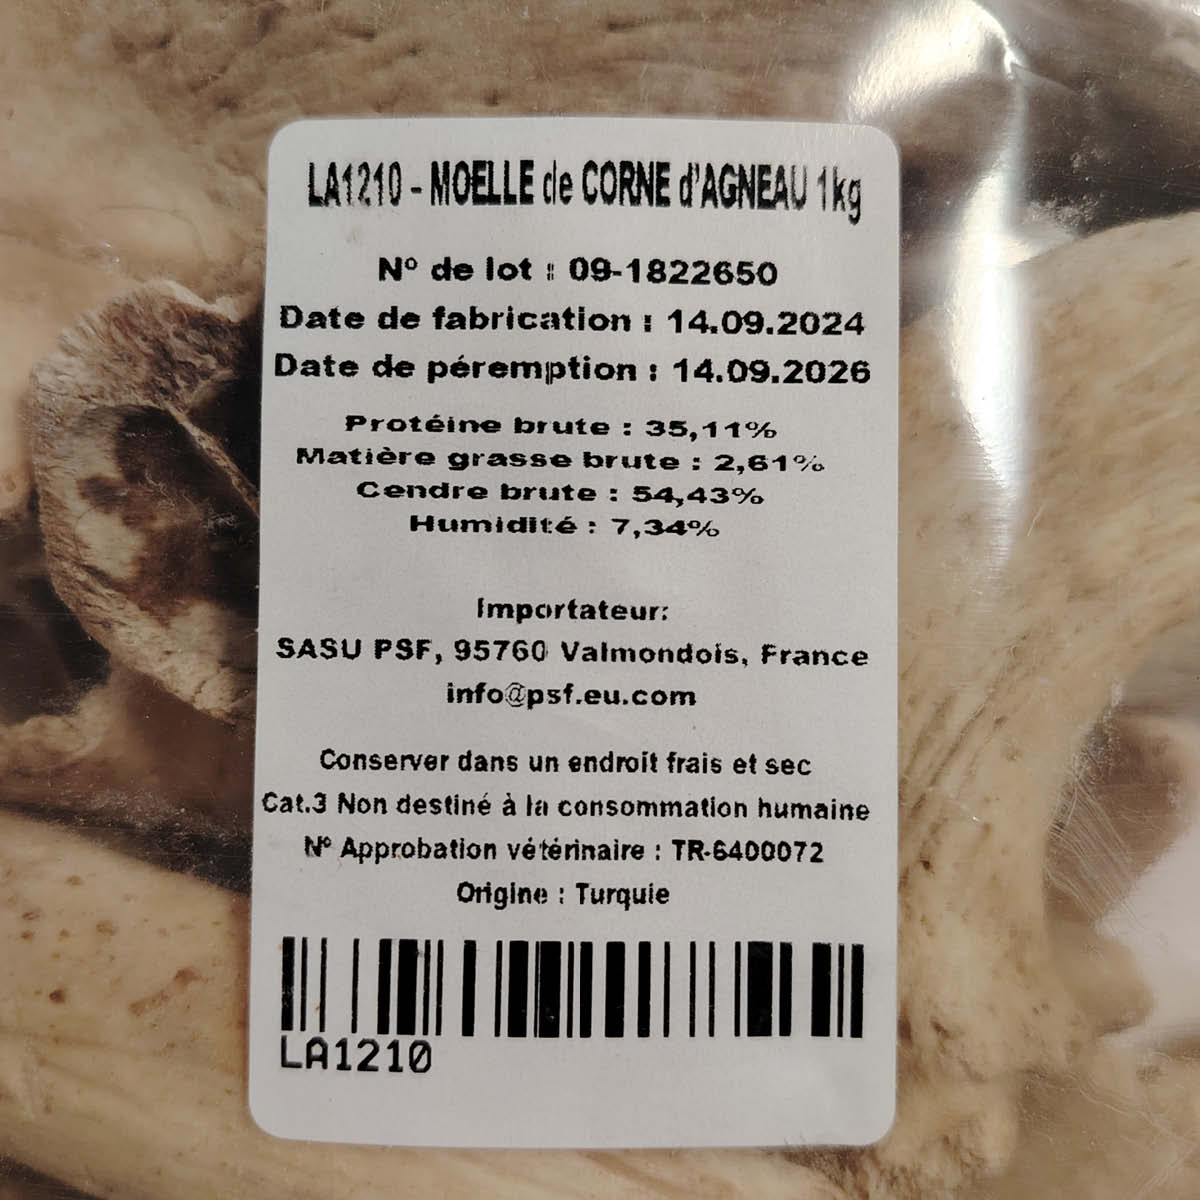 LA1210 - MOELLE de CORNE d'AGNEAU 1kg
N° de lot : 09-1822650
Date de fabrication : 14.09.2024
Date de péremption : 14.09.2026
Protéine brute : 35,11%
Matière grasse brute : 2,61%
Cendre brute : 54,43%
Humidité : 7,34%
Importateur:
SASU PSF, 95760 Valmondois, France
info@psf.eu.com
Conserver dans un endroit frais et sec
Cat.3 Non destiné à la consommation humaine
N° Approbation vétérinaire : TR-6400072
Origine : Turquie
LA1210